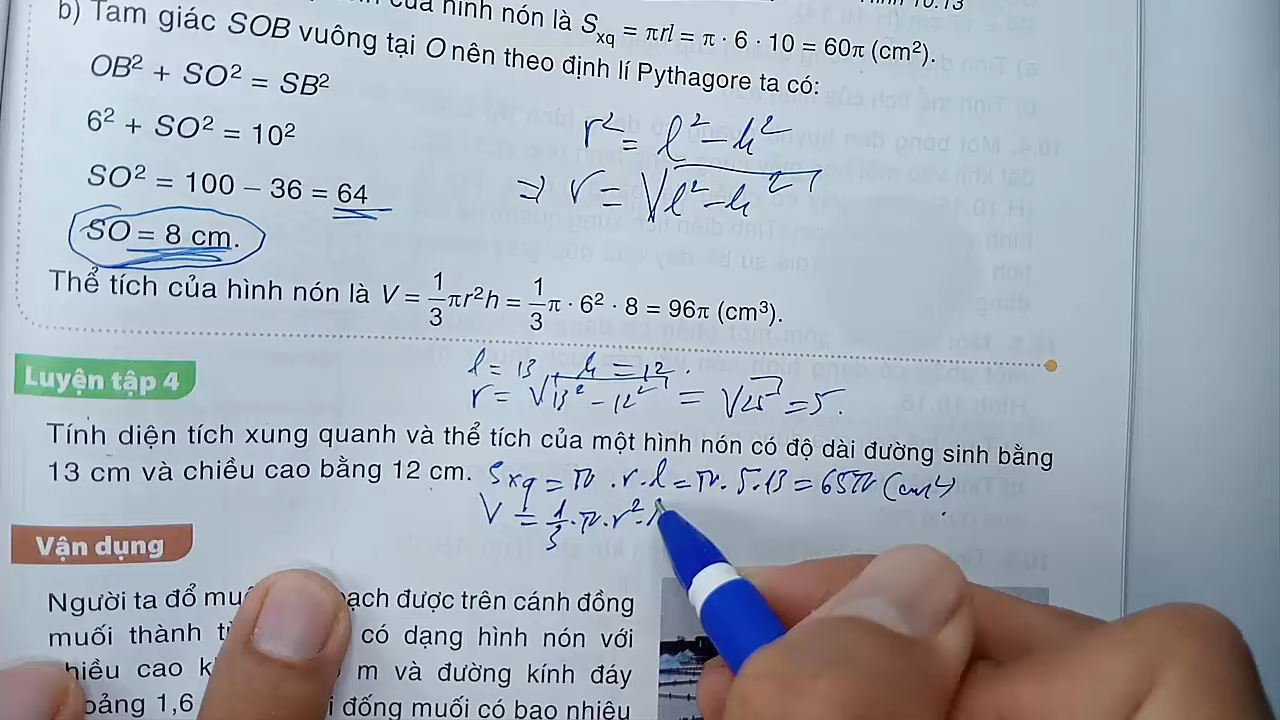 của hình nón là Sxq = πrl = π · 6 · 10 = 60π (cm²).
b) Tam giác SOB vuông tại O nên theo định lí Pythagore ta có:
OB² + SO² = SB²
6² + SO² = 10²
SO² = 100 – 36 = 64
SO = 8 cm.
r² = l² – h²
⇒ r = √l² – h²
Thể tích của hình nón là V = 1/3 πr²h = 1/3 π · 6² · 8 = 96π (cm³).
Luyện tập 4
l = 13, h = 12.
r = √13² – 12² = √25 = 5.
Tính diện tích xung quanh và thể tích của một hình nón có độ dài đường sinh bằng
13 cm và chiều cao bằng 12 cm.
Sxq = π . r . l = π . 5 . 13 = 65π (cm²).
V = 1/3 . π . r² .
Vận dụng
Người ta đổ được trên cánh đồng
muối thành có dạng hình nón với
chiều cao m và đường kính đáy
1,6 đống muối có bao nhiêu